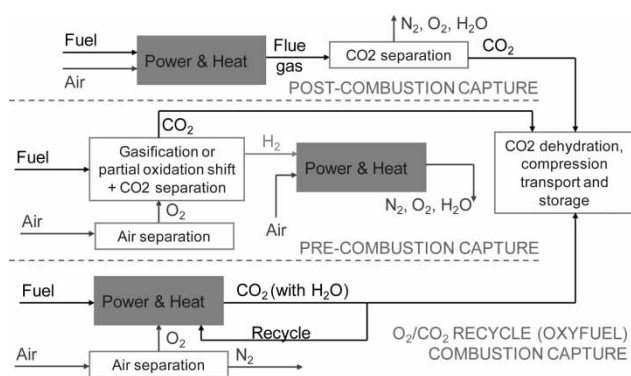 N2, O2, H2O
Fuel
Power & Heat
Flue
gas
CO2 separation
CO2
Air
POST-COMBUSTION CAPTURE
CO2
Fuel
Gasification or
partial oxidation shift
+ CO2 separation
H2
Power & Heat
CO2 dehydration,
compression
transport and
storage
O2
Air
N2, O2, H2O
Air
Air separation
PRE-COMBUSTION CAPTURE
Fuel
Power & Heat
CO2 (with H2O)
Recycle
O2
O2/CO2 RECYCLE (OXYFUEL)
COMBUSTION CAPTURE
Air
Air separation
N2